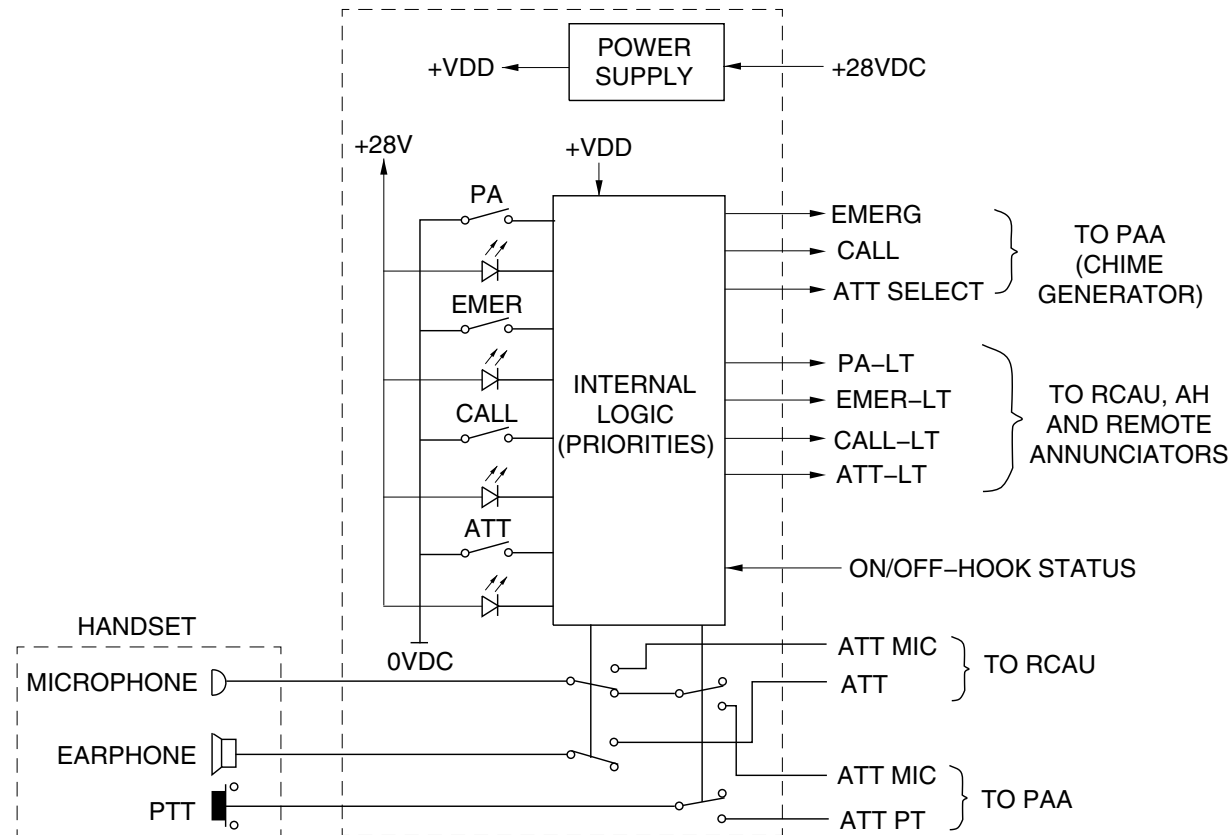 POWER
SUPPLY
+VDD
+28VDC
+28V
+VDD
PA
EMER
CALL
ATT
0VDC
INTERNAL
LOGIC
(PRIORITIES)
EMERG
CALL
ATT SELECT
TO PAA
(CHIME
GENERATOR)
PA–LT
EMER–LT
CALL–LT
ATT–LT
TO RCAU, AH
AND REMOTE
ANNUNCIATORS
ON/OFF–HOOK STATUS
HANDSET
MICROPHONE
EARPHONE
PTT
ATT MIC
ATT
TO RCAU
ATT MIC
ATT PT
TO PAA